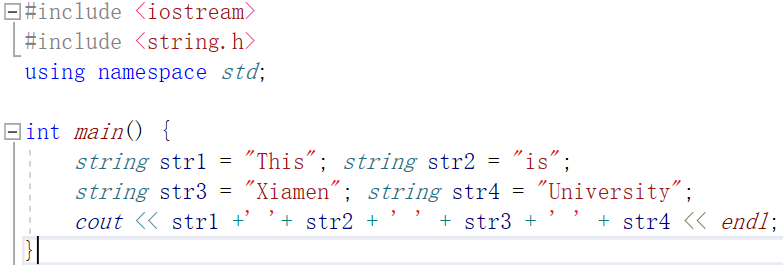 #include <iostream>
#include <string.h>
using namespace std;
int main() {
string str1 = "This"; string str2 = "is";
string str3 = "Xiamen"; string str4 = "University";
cout << str1 +' '+ str2 + ' ' + str3 + ' ' + str4 << endl;
}